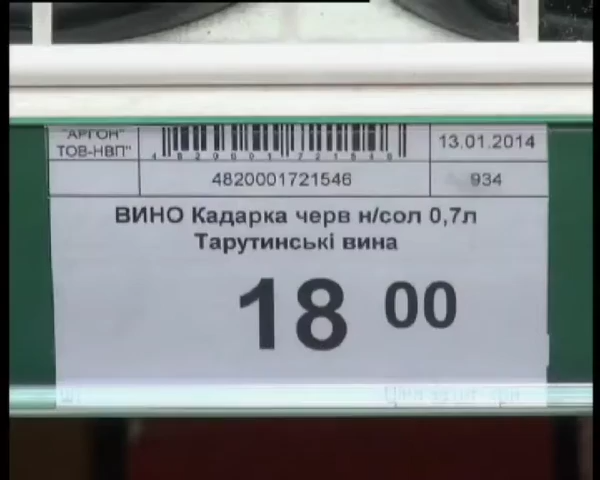 "АРГОН"
ТОВ-НВП"
13.01.2014
4820001721546
934
ВИНО Кадарка черв н/сол 0,7л
Тарутинські вина
18 00